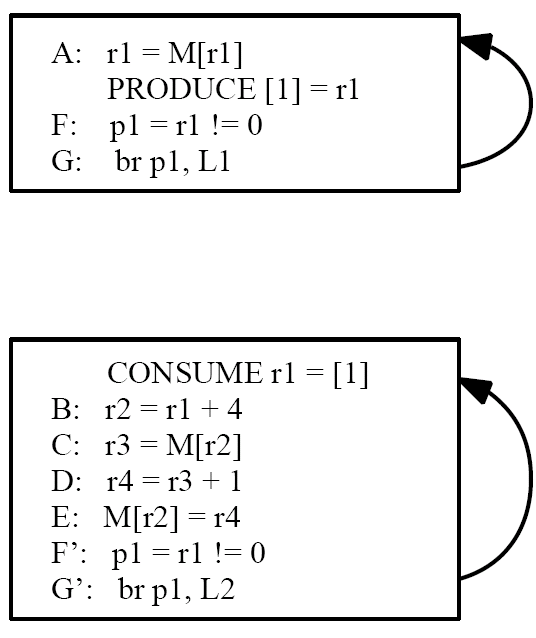 A: r1 = M[r1]
PRODUCE [1] = r1
F: p1 = r1 != 0
G: br p1, L1
CONSUME r1 = [1]
B: r2 = r1 + 4
C: r3 = M[r2]
D: r4 = r3 + 1
E: M[r2] = r4
F’: p1 = r1 != 0
G’: br p1, L2